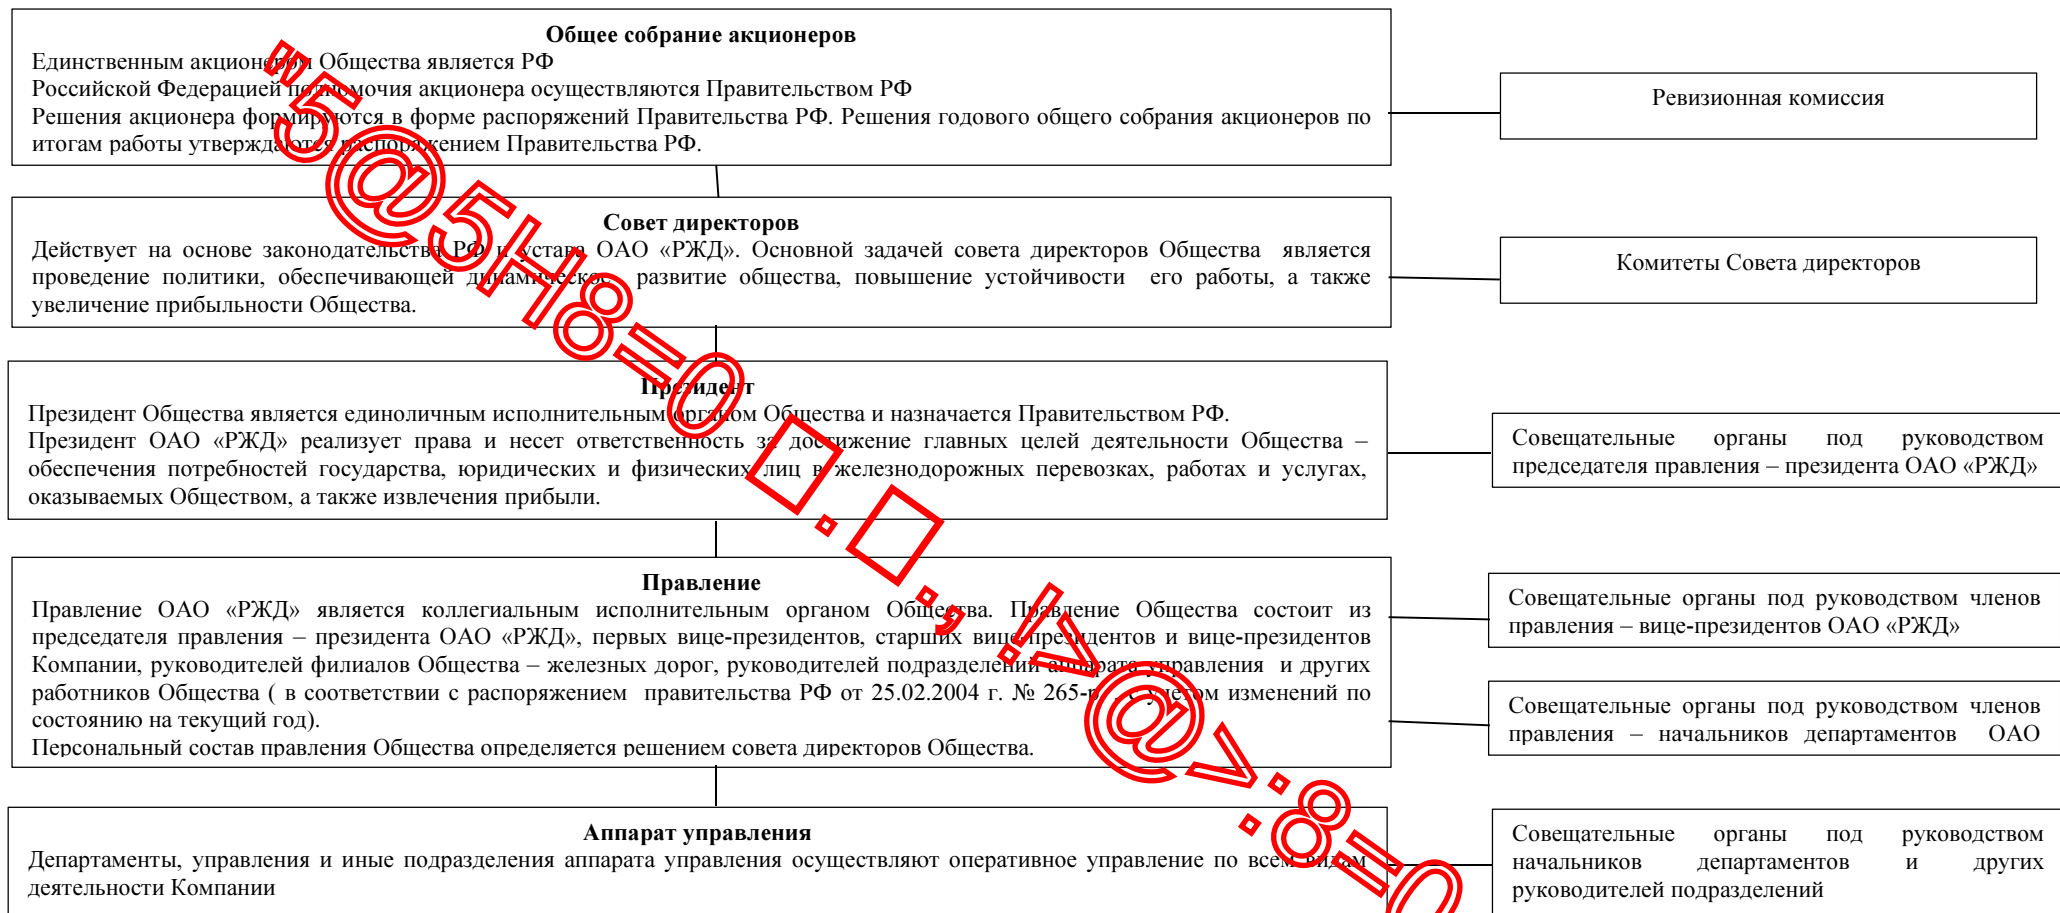 Общее собрание акционеров
Единственным акционером Общества является РФ
Российской Федерацией полномочия акционера осуществляются Правительством РФ
Решения акционера формируются в форме распоряжений Правительства РФ. Решения годового общего собрания акционеров по
итогам работы утверждаются распоряжением Правительства РФ.
Ревизионная комиссия
Совет директоров
Действует на основе законодательства РФ и устава ОАО «РЖД». Основной задачей совета директоров Общества является
проведение политики, обеспечивающей динамическое развитие общества, повышение устойчивости его работы, а также
увеличение прибыльности Общества.
Комитеты Совета директоров
Президент
Президент Общества является единоличным исполнительным органом Общества и назначается Правительством РФ.
Президент ОАО «РЖД» реализует права и несет ответственность за достижение главных целей деятельности Общества –
обеспечения потребностей государства, юридических и физических лиц в железнодорожных перевозках, работах и услугах,
оказываемых Обществом, а также извлечения прибыли.
Совещательные органы под руководством
председателя правления – президента ОАО «РЖД»
Правление
Правление ОАО «РЖД» является коллегиальным исполнительным органом Общества. Правление Общества состоит из
председателя правления – президента ОАО «РЖД», первых вице-президентов, старших вице-президентов и вице-президентов
Компании, руководителей филиалов Общества – железных дорог, руководителей подразделений аппарата управления и других
работников Общества ( в соответствии с распоряжением правительства РФ от 25.02.2004 г. № 265-р с учетом изменений по
состоянию на текущий год).
Персональный состав правления Общества определяется решением совета директоров Общества.
Совещательные органы под руководством членов
правления – вице-президентов ОАО «РЖД»
Совещательные органы под руководством членов
правления – начальников департаментов ОАО
Аппарат управления
Департаменты, управления и иные подразделения аппарата управления осуществляют оперативное управление по всем видам
деятельности Компании
Совещательные органы под руководством
начальников департаментов и других
руководителей подразделений
"5@5H8=0 □.□., !:>@>:8=0